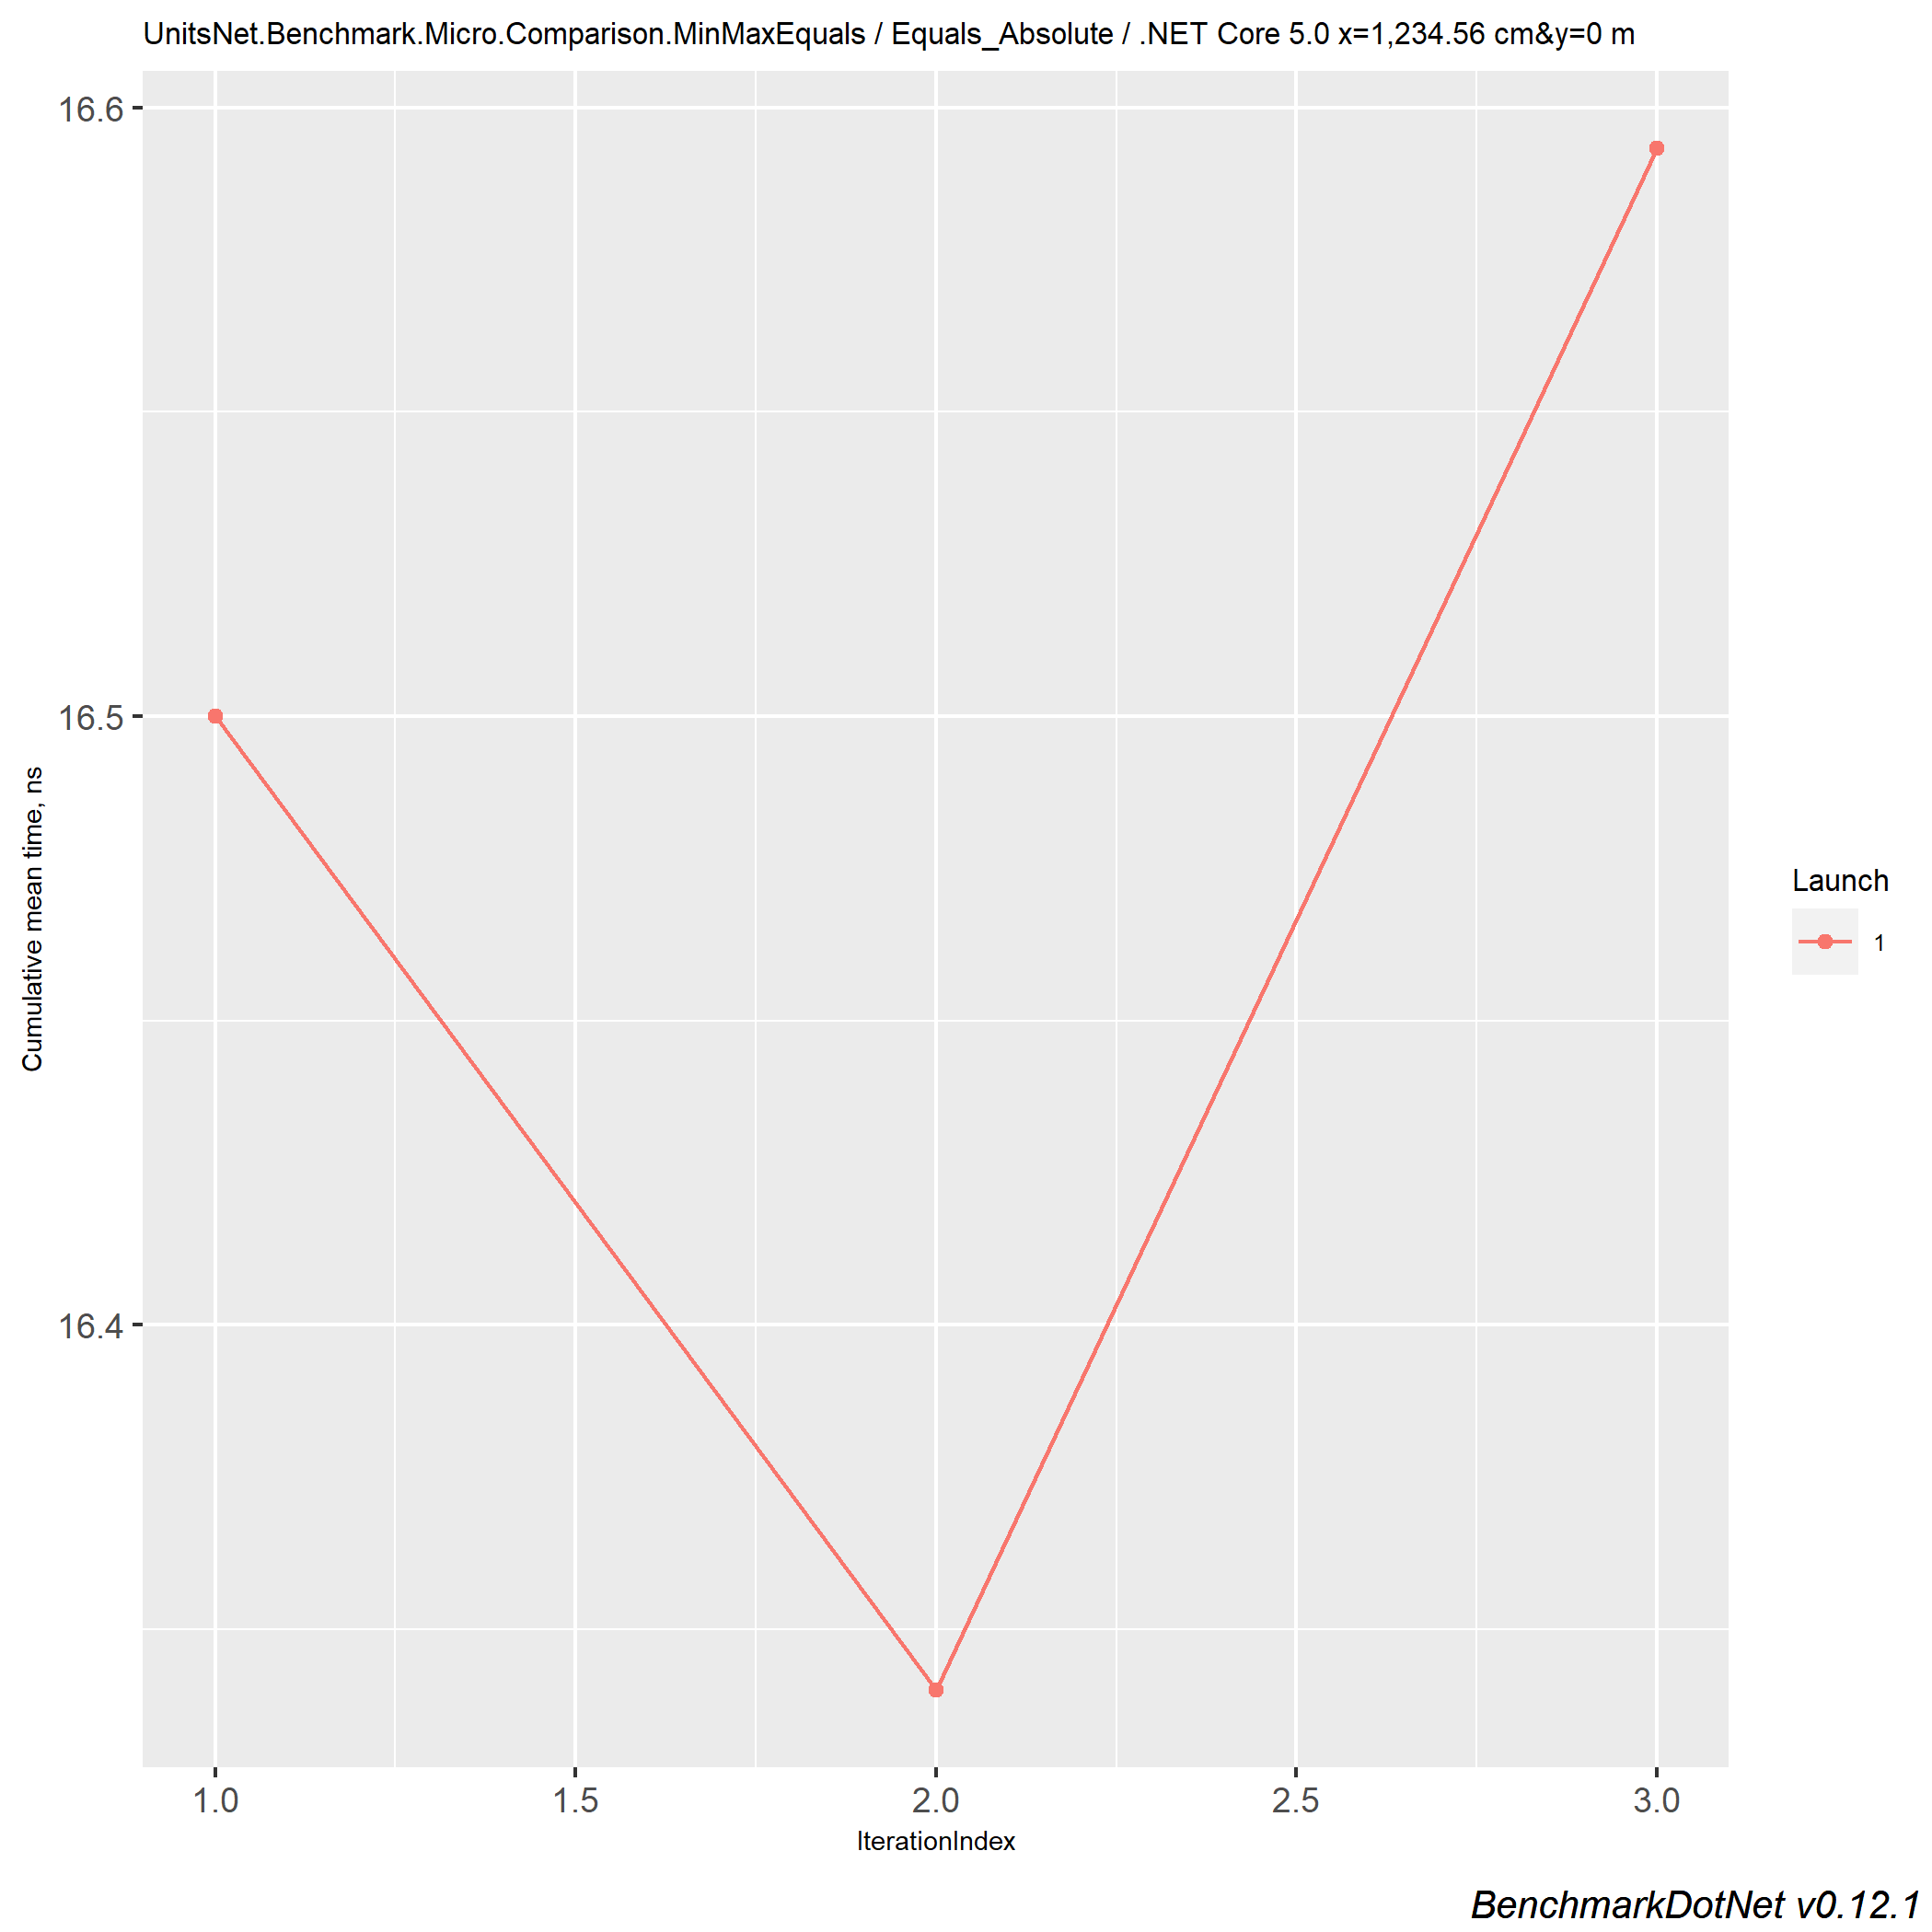 UnitsNet.Benchmark.Micro.Comparison.MinMaxEquals / Equals_Absolute / .NET Core 5.0 x=1,234.56 cm&y=0 m
16.6
16.5
16.4
Cumulative mean time, ns
1.0 1.5 2.0 2.5 3.0
IterationIndex
Launch
1
BenchmarkDotNet v0.12.1